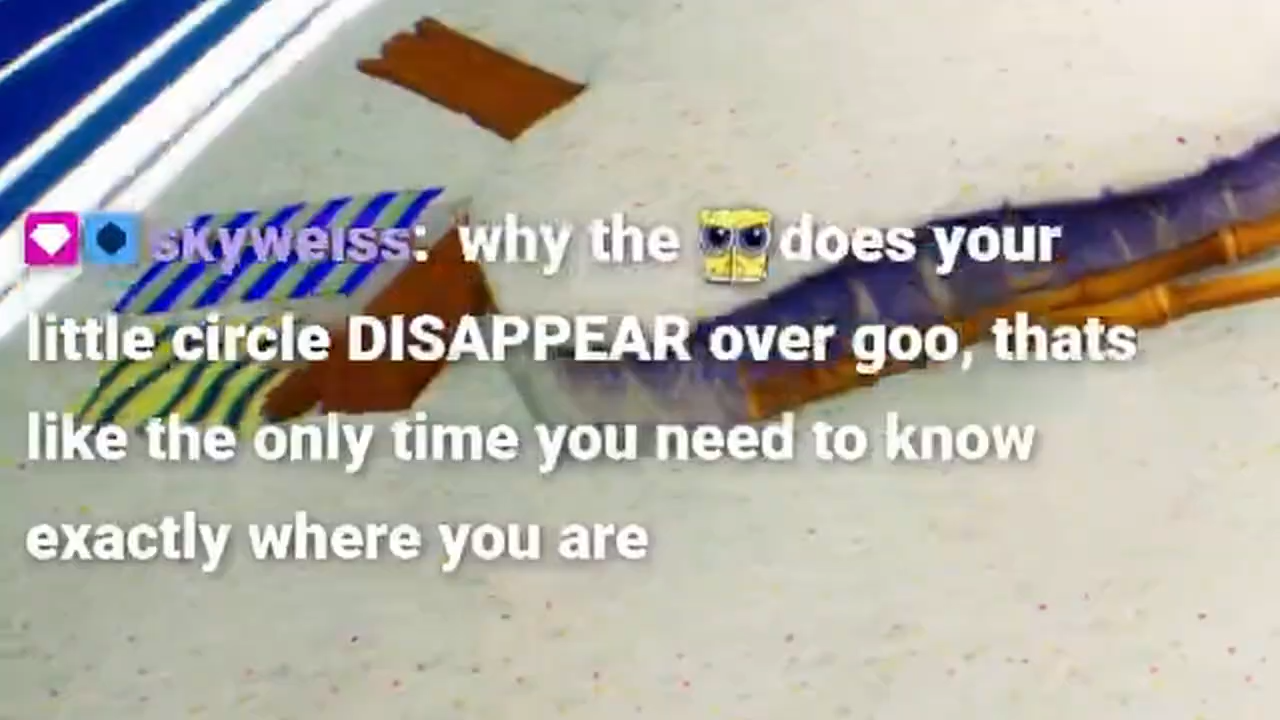 skyweiss: why the does your
little circle DISAPPEAR over goo, thats
like the only time you need to know
exactly where you are